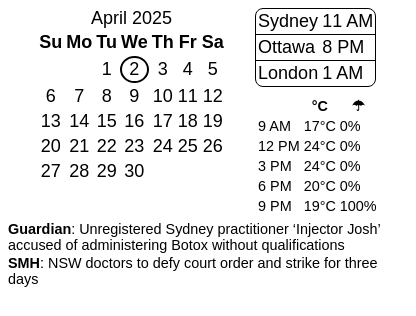 April 2025
Su Mo Tu We Th Fr Sa
1 2 3 4 5
6 7 8 9 10 11 12
13 14 15 16 17 18 19
20 21 22 23 24 25 26
27 28 29 30
Sydney 11 AM
Ottawa 8 PM
London 1 AM
°C ☂
9 AM 17°C 0%
12 PM 24°C 0%
3 PM 24°C 0%
6 PM 20°C 0%
9 PM 19°C 100%
Guardian: Unregistered Sydney practitioner ‘Injector Josh’
accused of administering Botox without qualifications
SMH: NSW doctors to defy court order and strike for three
days